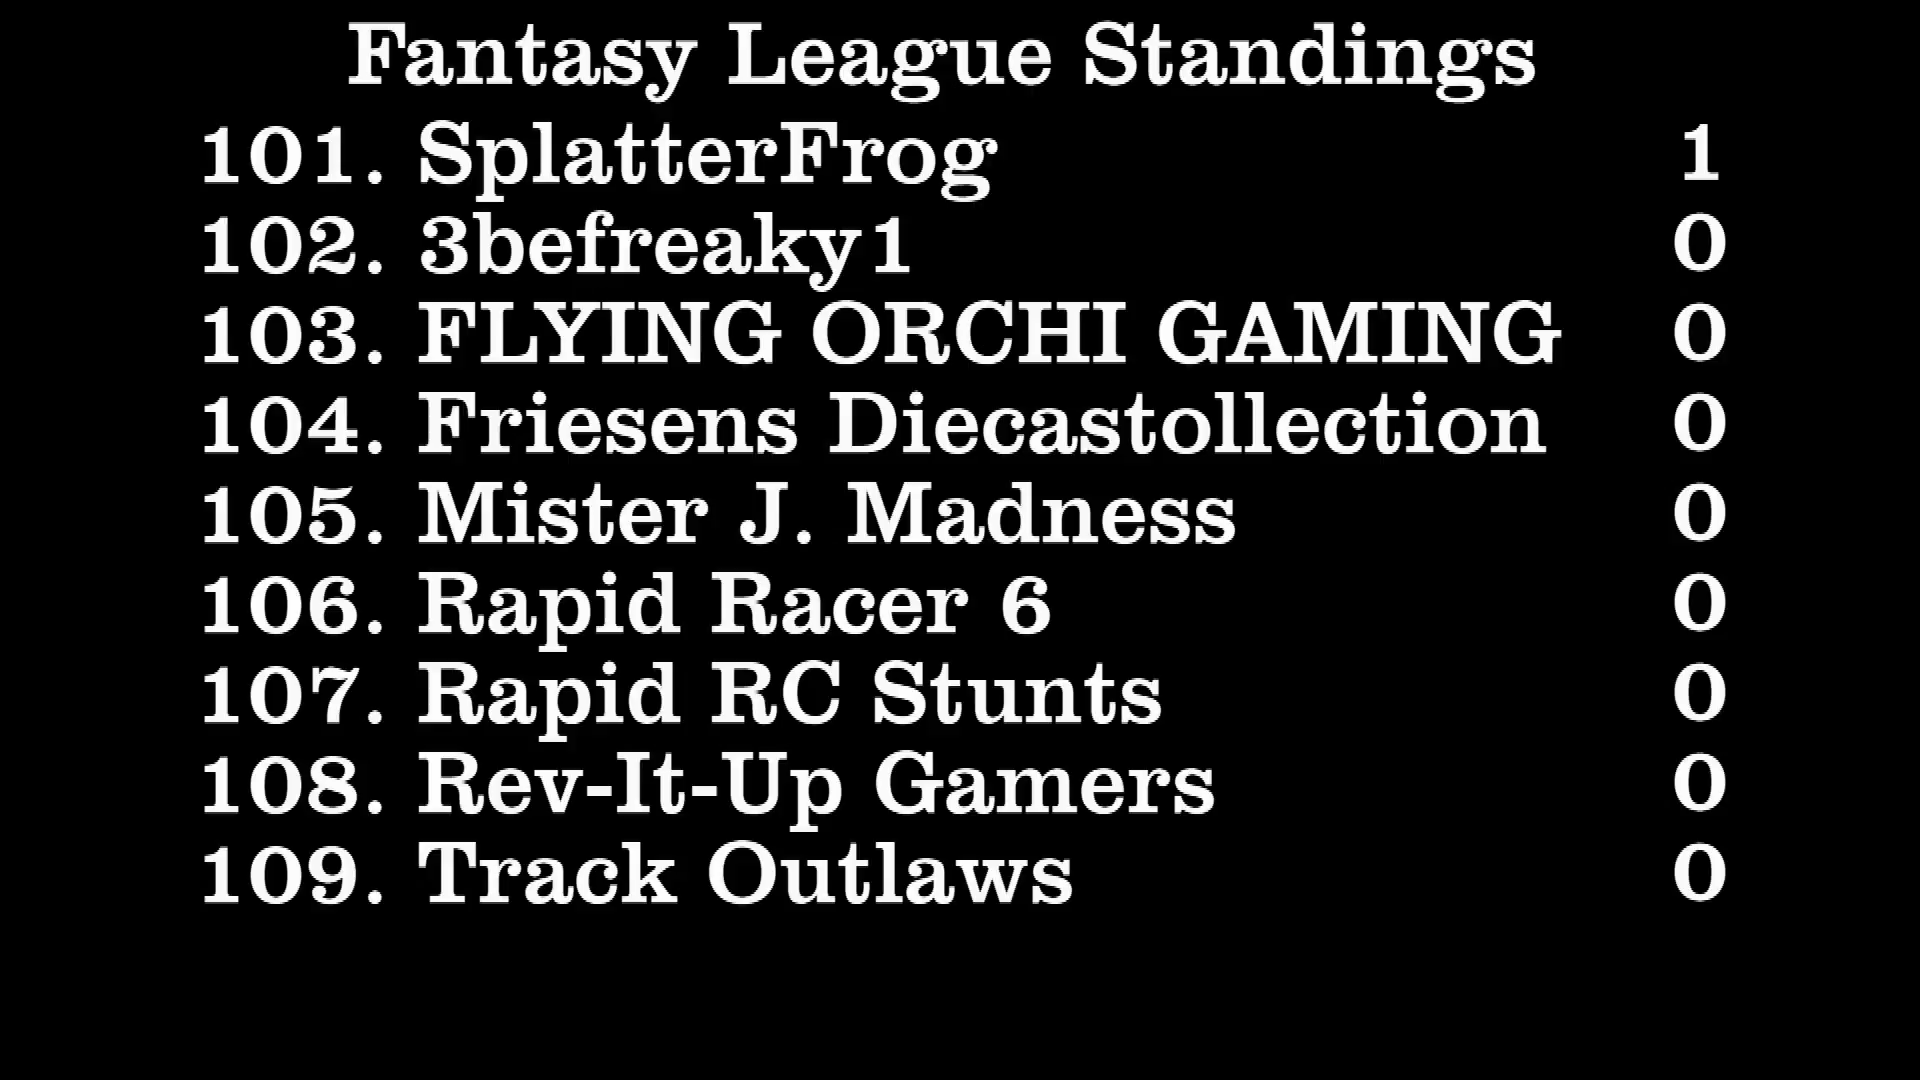 Fantasy League Standings
101. SplatterFrog 1
102. 3befreaky1 0
103. FLYING ORCHI GAMING 0
104. Friesens Diecastollection 0
105. Mister J. Madness 0
106. Rapid Racer 6 0
107. Rapid RC Stunts 0
108. Rev-It-Up Gamers 0
109. Track Outlaws 0